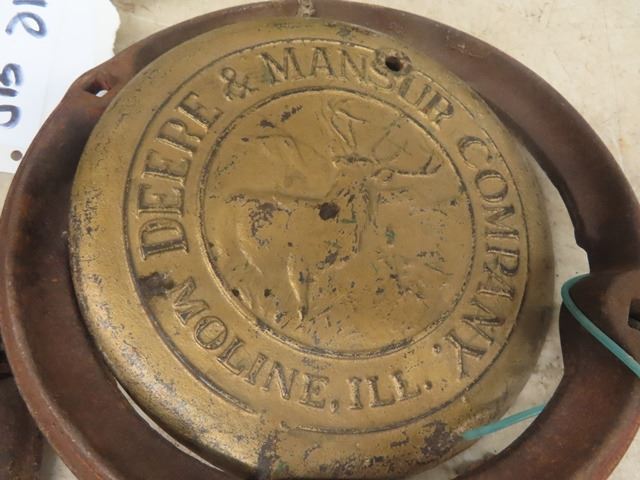 DEERE & MANSUR COMPANY.
MOLINE, ILL.